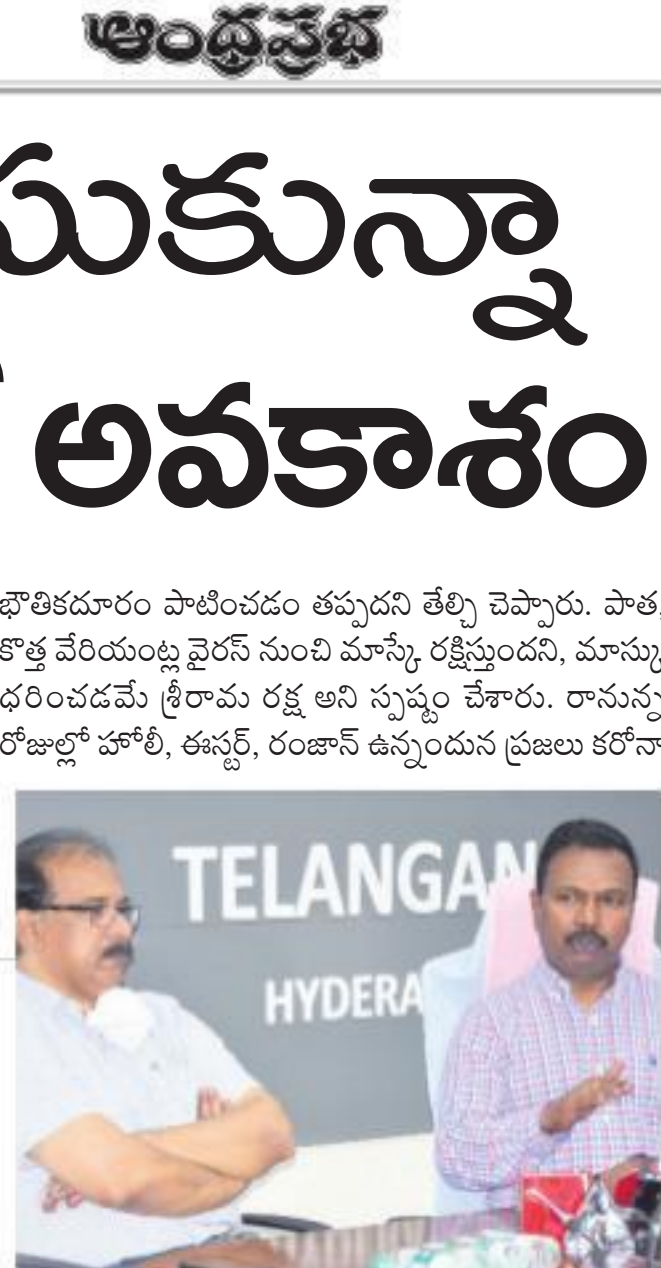 ఆంధ్రప్రభ
సుకున్నా
అవకాశం
భౌతికదూరం పాటించడం తప్పదని తేల్చి చెప్పారు. పాత,
కొత్త వేరియంట్ల వైరస్ నుంచి మాస్కే రక్షిస్తుందని, మాస్కు
ధరించడమే శ్రీరామ రక్ష అని స్పష్టం చేశారు. రానున్న
రోజుల్లో హోలీ, ఈస్టర్, రంజాన్ ఉన్నందున ప్రజలు కరోనా
TELANGAN
HYDERA